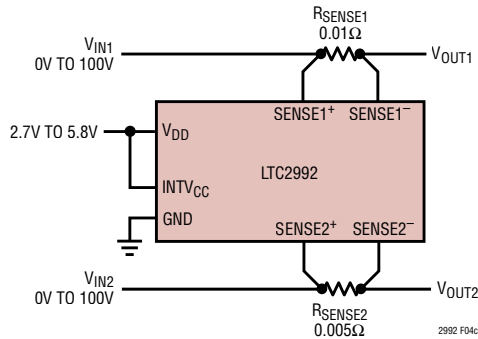 RSENSE1
0.01Ω
VIN1
0V TO 100V
VOUT1
SENSE1+ SENSE1–
2.7V TO 5.8V
VDD
LTC2992
INTVCC
GND
SENSE2+ SENSE2–
VIN2
0V TO 100V
VOUT2
RSENSE2
0.005Ω
2992 F04c